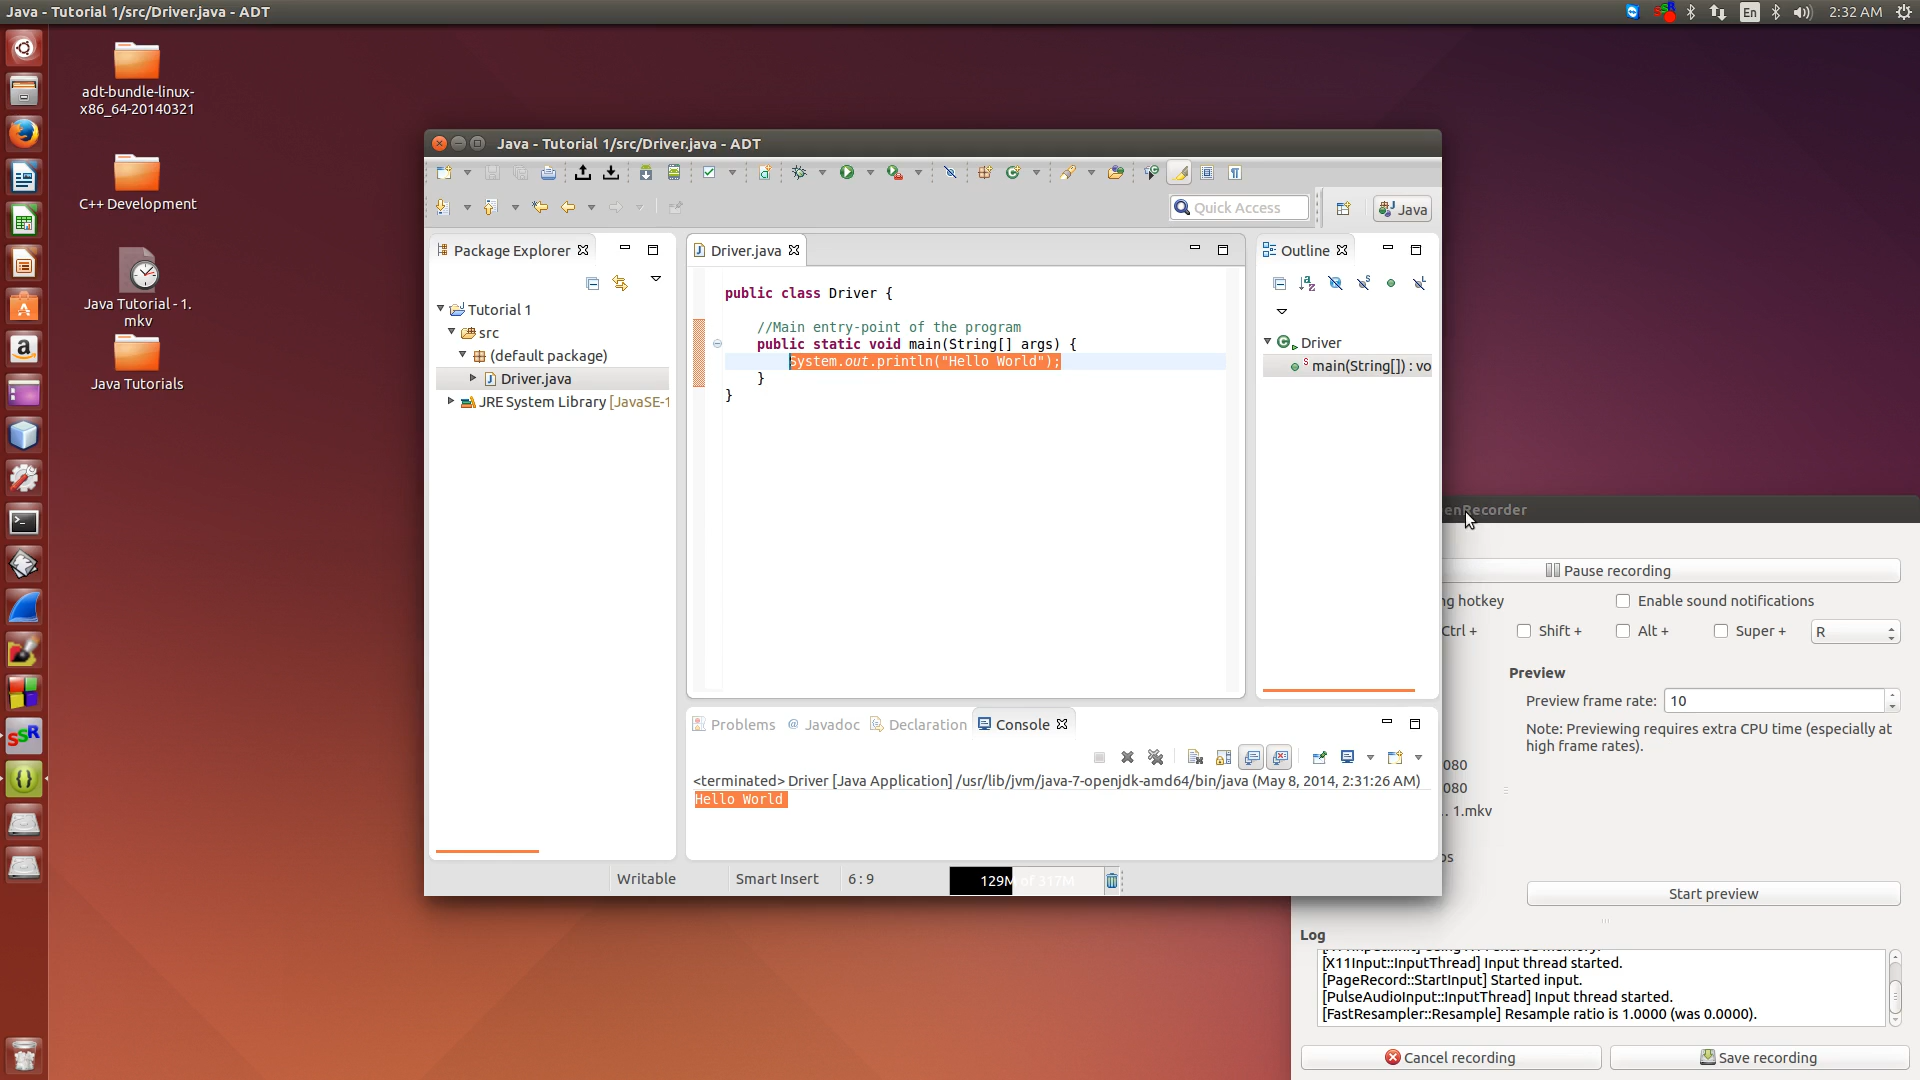 Java - Tutorial 1/src/Driver.java - ADT
En
2:32 AM
adt-bundle-linux-
x86_64-20140321
C++ Development
Java Tutorial - 1.
mkv
Java Tutorials
Java - Tutorial 1/src/Driver.java - ADT
Quick Access
Java
Package Explorer
Tutorial 1
src
(default package)
Driver.java
JRE System Library [JavaSE-1
Driver.java
public class Driver {
//Main entry-point of the program
public static void main(String[] args) {
System.out.println("Hello World");
}
}
Outline
Driver
main(String[]) : vo
Problems
Javadoc
Declaration
Console
<terminated> Driver [Java Application] /usr/lib/jvm/java-7-openjdk-amd64/bin/java (May 8, 2014, 2:31:26 AM)
Hello World
Writable
Smart Insert
6 : 9
129M of 317M
enRecorder
Pause recording
ng hotkey
Enable sound notifications
Ctrl +
Shift +
Alt +
Super +
R
Preview
Preview frame rate: 10
Note: Previewing requires extra CPU time (especially at
high frame rates).
080
080
. 1.mkv
Start preview
Log
[X11Input::InputThread] Input thread started.
[PageRecord::StartInput] Started input.
[PulseAudioInput::InputThread] Input thread started.
[FastResampler::Resample] Resample ratio is 1.0000 (was 0.0000).
Cancel recording
Save recording